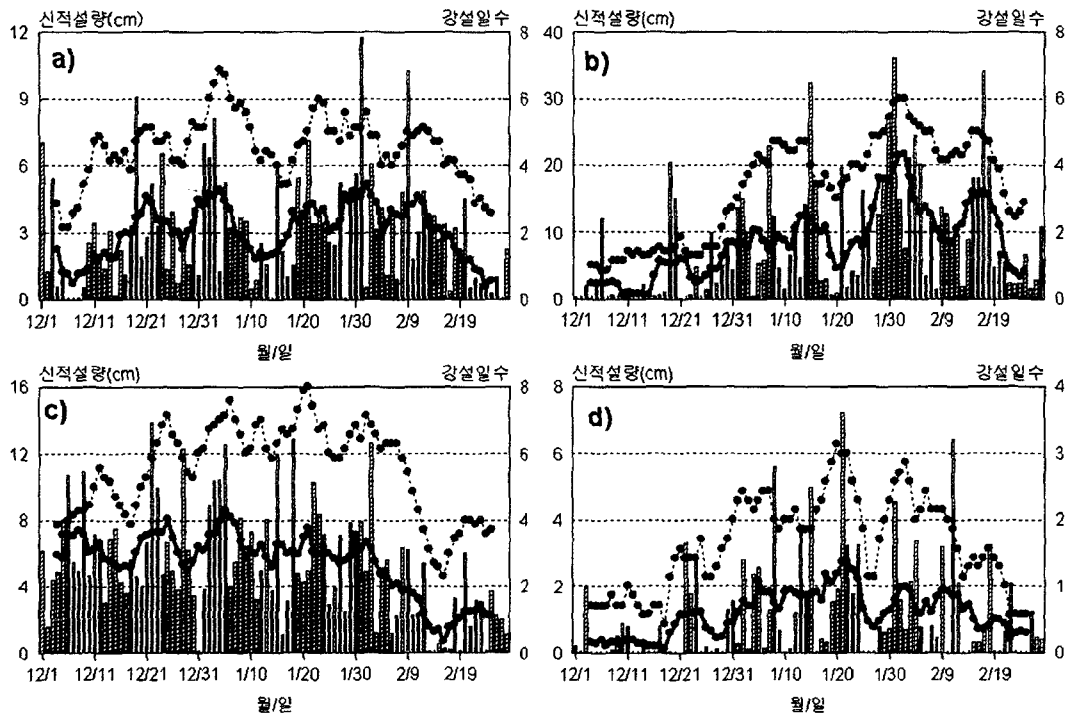 신적설량(cm) 강설일수 신적설량(cm) 강설일수
12 8 40 8
a) b)
9 6 30 6
6 4 20 4
3 2 10 2
0 0 0 0
12/1 12/11 12/21 12/31 1/10 1/20 1/30 2/9 2/19 12/1 12/11 12/21 12/31 1/10 1/20 1/30 2/9 2/19
월/일 월/일
신적설량(cm) 강설일수 신적설량(cm) 강설일수
16 8 8 4
c) d)
12 6 6 3
8 4 4 2
4 2 2 1
0 0 0 0
12/1 12/11 12/21 12/31 1/10 1/20 1/30 2/9 2/19 12/1 12/11 12/21 12/31 1/10 1/20 1/30 2/9 2/19
월/일 월/일